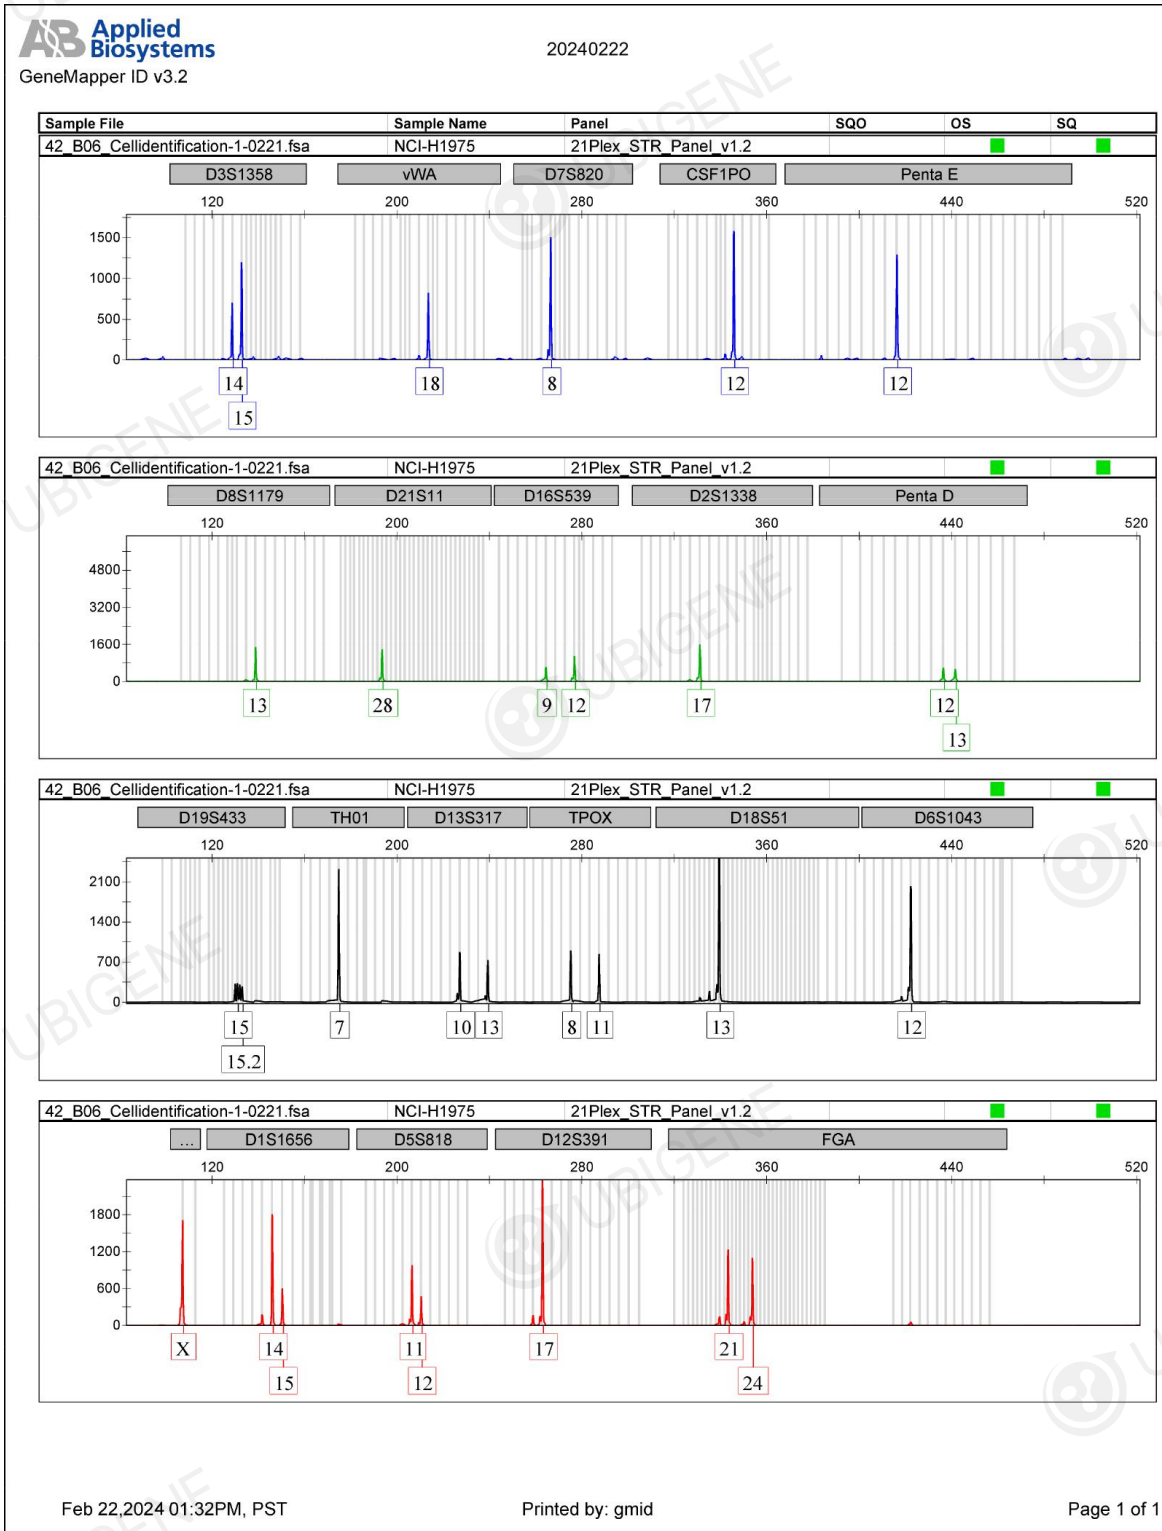 AB Applied
Biosystems
20240222
GeneMapper ID v3.2
Sample File Sample Name Panel SQO OS SQ
42_B06_Cellidentification-1-0221.fsa NCI-H1975 21Plex_STR_Panel_v1.2
D3S1358 vWA D7S820 CSF1PO Penta E
120 200 280 360 440 520
1500
1000
500
0
14 18 8 12 12
15
42_B06_Cellidentification-1-0221.fsa NCI-H1975 21Plex_STR_Panel_v1.2
D8S1179 D21S11 D16S539 D2S1338 Penta D
120 200 280 360 440 520
4800
3200
1600
0
13 28 9 12 17 12
13
42_B06_Cellidentification-1-0221.fsa NCI-H1975 21Plex_STR_Panel_v1.2
D19S433 TH01 D13S317 TPOX D18S51 D6S1043
120 200 280 360 440 520
2100
1400
700
0
15 7 10 13 8 11 13 12
15.2
42_B06_Cellidentification-1-0221.fsa NCI-H1975 21Plex_STR_Panel_v1.2
... D1S1656 D5S818 D12S391 FGA
120 200 280 360 440 520
1800
1200
600
0
X 14 11 17 21
15 12 24
Feb 22,2024 01:32PM, PST Printed by: gmid Page 1 of 1
UBIGENE
UBIGENE
UBIGENE
UBIGENE
UBIGENE